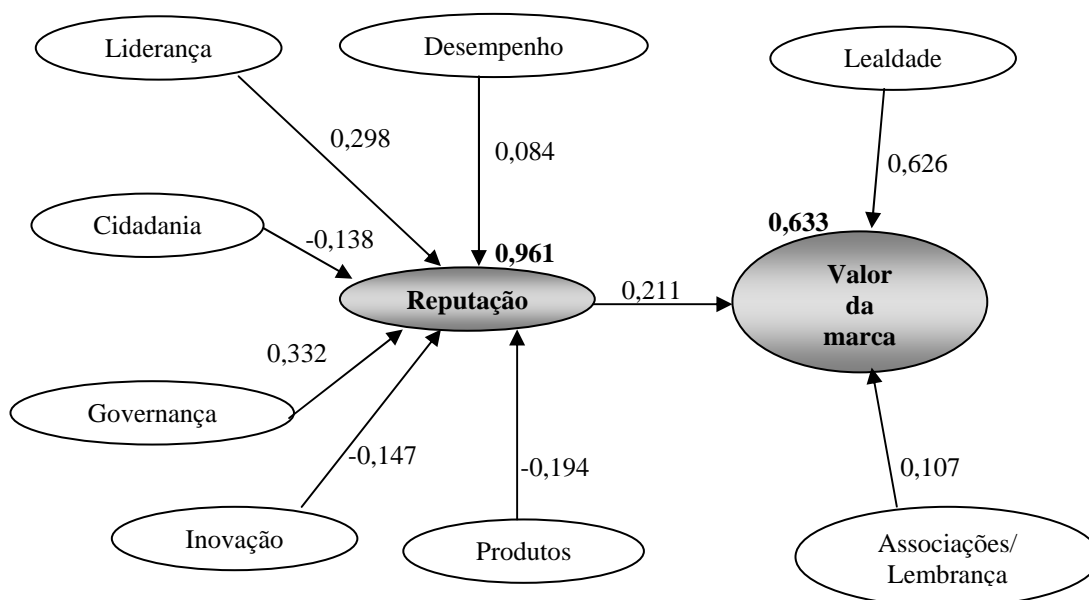 Liderança
Desempenho
Lealdade
0,298
0,084
0,626
Cidadania
-0,138
0,961
0,633
Reputação
0,211
Valor
da
marca
0,332
Governança
-0,147
-0,194
0,107
Inovação
Produtos
Associações/
Lembrança